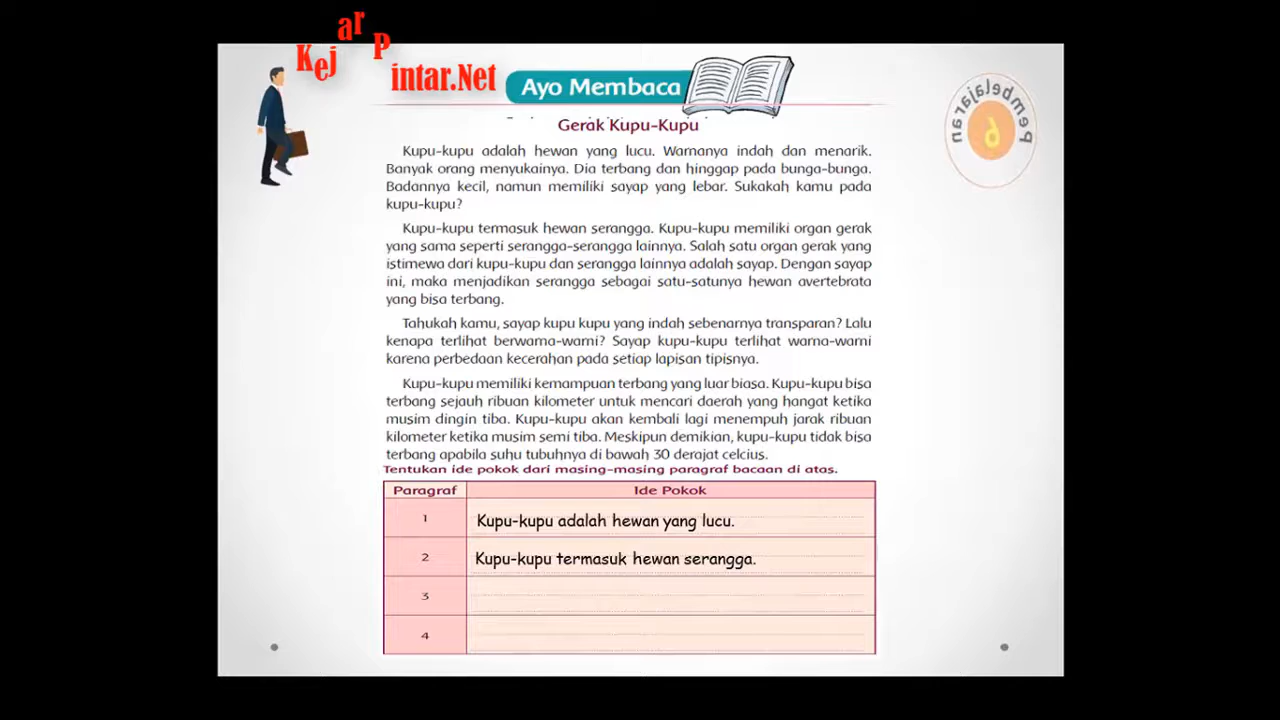 Kejar Pintar.Net
Ayo Membaca
Pembelajaran
6
Gerak Kupu-Kupu
Kupu-kupu adalah hewan yang lucu. Warnanya indah dan menarik.
Banyak orang menyukainya. Dia terbang dan hinggap pada bunga-bunga.
Badannya kecil, namun memiliki sayap yang lebar. Sukakah kamu pada
kupu-kupu?
Kupu-kupu termasuk hewan serangga. Kupu-kupu memiliki organ gerak
yang sama seperti serangga-serangga lainnya. Salah satu organ gerak yang
istimewa dari kupu-kupu dan serangga lainnya adalah sayap. Dengan sayap
ini, maka menjadikan serangga sebagai satu-satunya hewan avertebrata
yang bisa terbang.
Tahukah kamu, sayap kupu kupu yang indah sebenarnya transparan? Lalu
kenapa terlihat berwarna-warni? Sayap kupu-kupu terlihat warna-warni
karena perbedaan kecerahan pada setiap lapisan tipisnya.
Kupu-kupu memiliki kemampuan terbang yang luar biasa. Kupu-kupu bisa
terbang sejauh ribuan kilometer untuk mencari daerah yang hangat ketika
musim dingin tiba. Kupu-kupu akan kembali lagi menempuh jarak ribuan
kilometer ketika musim semi tiba. Meskipun demikian, kupu-kupu tidak bisa
terbang apabila suhu tubuhnya di bawah 30 derajat celcius.
Tentukan ide pokok dari masing-masing paragraf bacaan di atas.
Paragraf Ide Pokok
1 Kupu-kupu adalah hewan yang lucu.
2 Kupu-kupu termasuk hewan serangga.
3
4